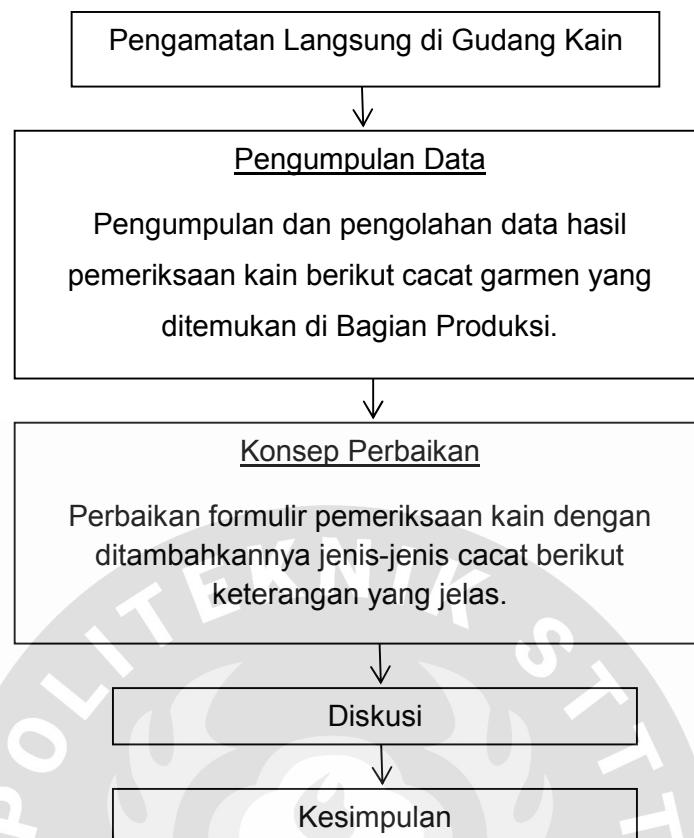 Pengamatan Langsung di Gudang Kain
Pengumpulan Data
Pengumpulan dan pengolahan data hasil
pemeriksaan kain berikut cacat garmen yang
ditemukan di Bagian Produksi.
Konsep Perbaikan
Perbaikan formulir pemeriksaan kain dengan
ditambahkannya jenis-jenis cacat berikut
keterangan yang jelas.
Diskusi
Kesimpulan
POLITEKNIK STTT